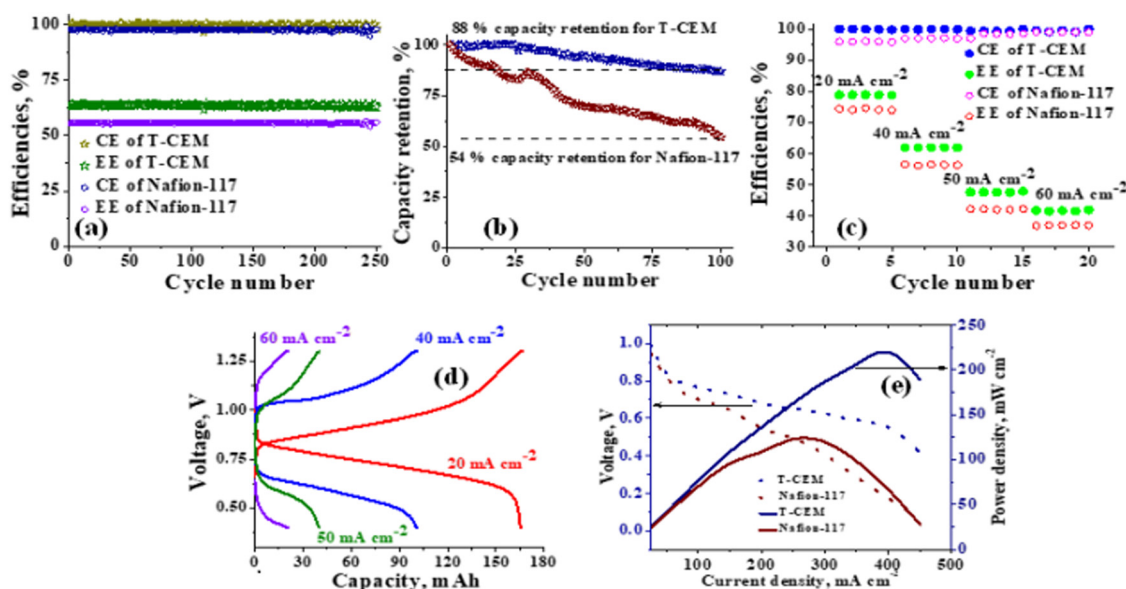 100
75
50
25
0
Efficiencies, %
CE of T-CEM
EE of T-CEM
CE of Nafion-117
EE of Nafion-117
(a)
0 50 100 150 200 250
Cycle number
88 % capacity retention for T-CEM
100
75
50
25
0
Capacity retention, %
54 % capacity retention for Nafion-117
(b)
0 25 50 75 100
Cycle number
100
90
80
70
60
50
40
30
Efficiencies, %
CE of T-CEM
EE of T-CEM
CE of Nafion-117
EE of Nafion-117
20 mA cm-2
40 mA cm-2
50 mA cm-2
60 mA cm-2
(c)
0 5 10 15 20
Cycle number
60 mA cm-2
40 mA cm-2
1.25
1.00
0.75
0.50
Voltage, V
(d)
20 mA cm-2
50 mA cm-2
0 30 60 90 120 150 180
Capacity, mAh
1.0
0.8
0.6
0.4
0.2
0.0
Voltage, V
(e)
T-CEM
Nafion-117
T-CEM
Nafion-117
250
200
150
100
50
0
Power density, mW cm-2
100 200 300 400 500
Current density, mA cm-2